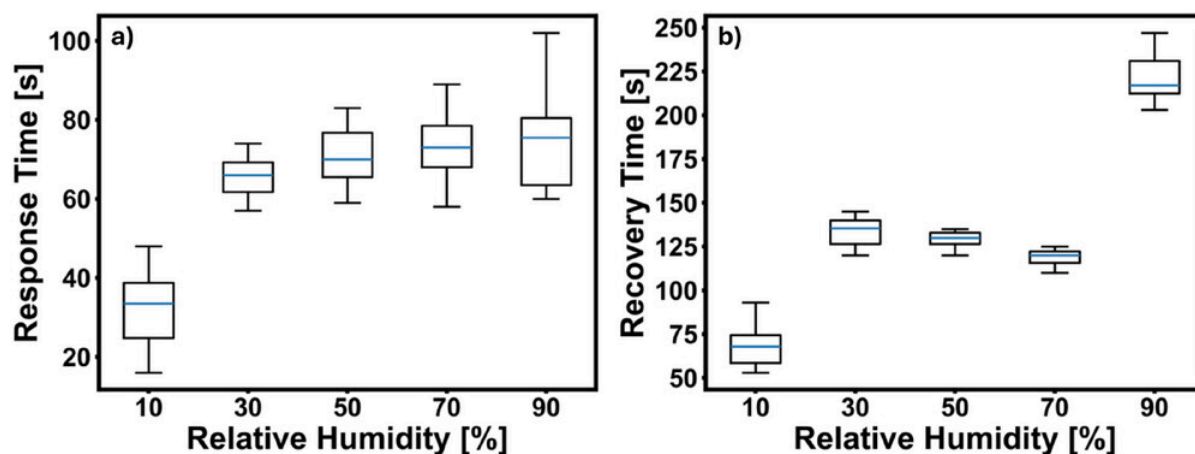 a)
Response Time [s]
100
80
60
40
20
10 30 50 70 90
Relative Humidity [%]
b)
Recovery Time [s]
250
225
200
175
150
125
100
75
50
10 30 50 70 90
Relative Humidity [%]